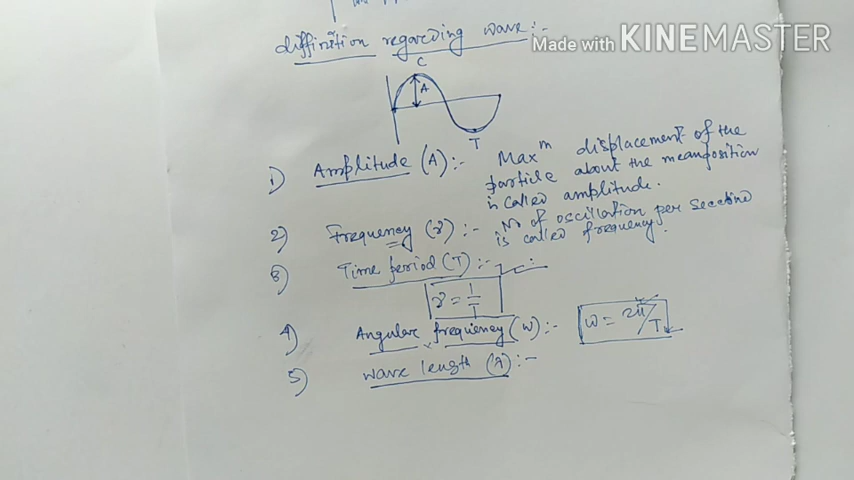 diffinition regarding wave:-
Made with KINEMASTER
C
A
T
1) Amplitude (A) :- Max^m displacement of the
particle about the meanposition
is called amplitude.
2) Frequency (ν) :- No of oscillation per second
is called frequency.
3) Time period (T) :-
ν = 1/T
4) Angular frequency (ω) :- ω = 2π/T
5) Wave length (λ) :-